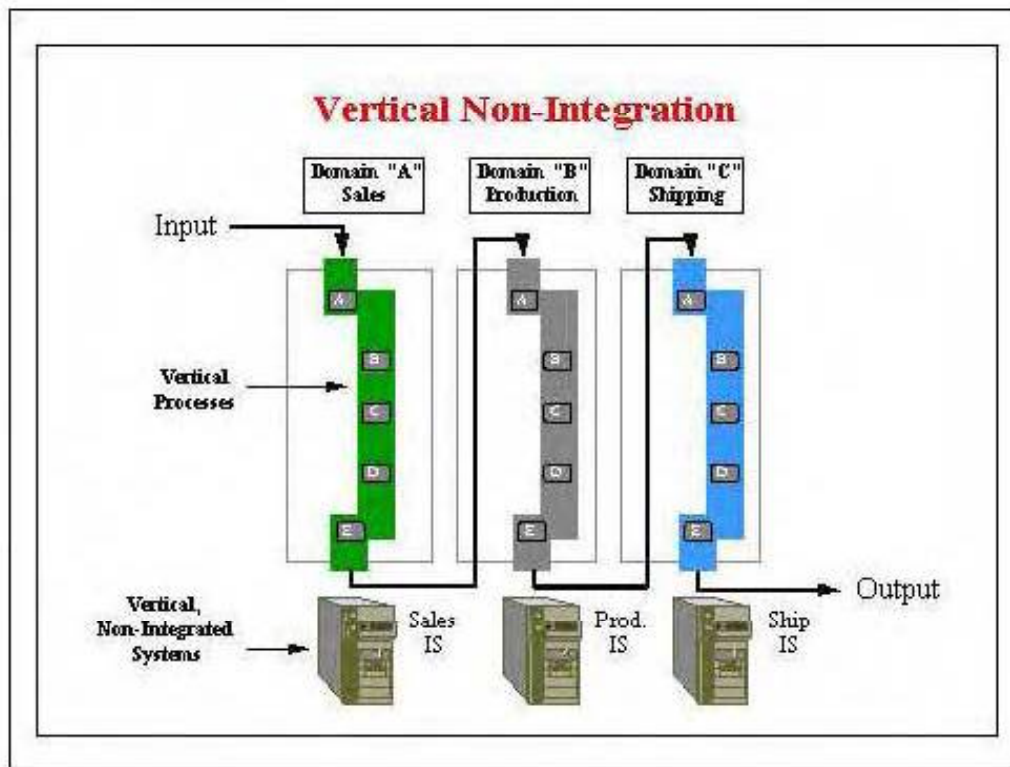 Vertical Non-Integration
Domain "A"
Sales
Domain "B"
Production
Domain "C"
Shipping
Input
A
A
A
B
B
B
Vertical
Processes
C
C
C
D
D
D
E
E
E
Output
Vertical,
Non-Integrated
Systems
Sales
IS
Prod.
IS
Ship
IS